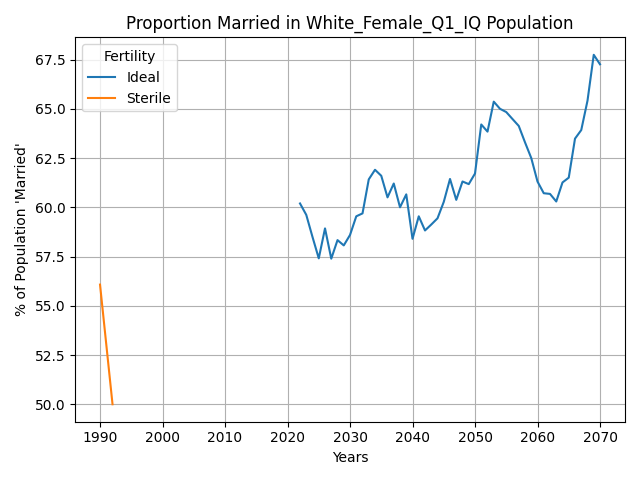 Proportion Married in White_Female_Q1_IQ Population
Fertility
Ideal
Sterile
% of Population 'Married'
67.5
65.0
62.5
60.0
57.5
55.0
52.5
50.0
1990 2000 2010 2020 2030 2040 2050 2060 2070
Years